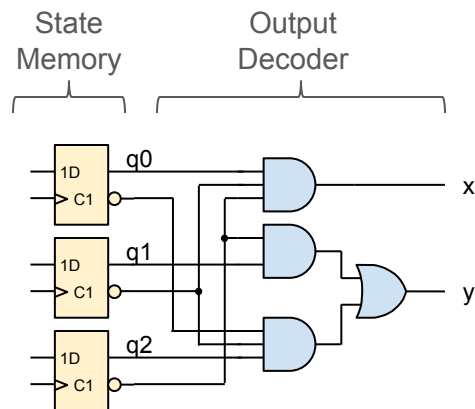 State
Memory
Output
Decoder
q0
1D
C1
x
q1
1D
C1
y
q2
1D
C1